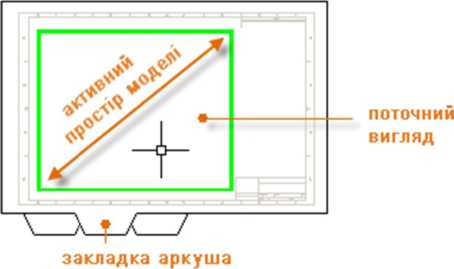 активний
простір моделі
поточний
вигляд
закладка аркуша